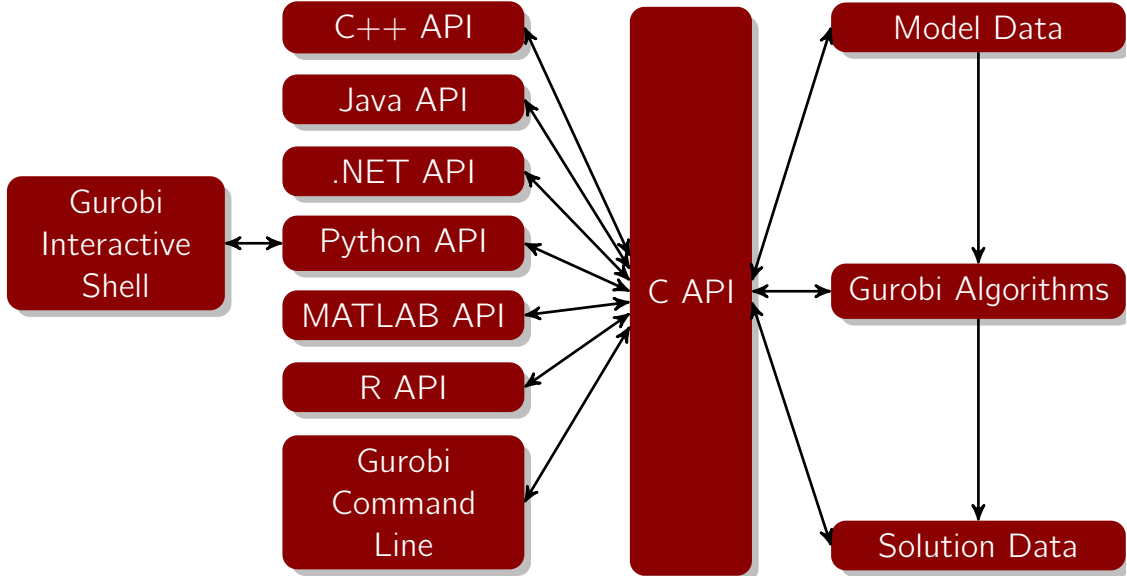 C++ API
Java API
.NET API
Python API
MATLAB API
R API
Gurobi
Command
Line
Gurobi
Interactive
Shell
C API
Model Data
Gurobi Algorithms
Solution Data